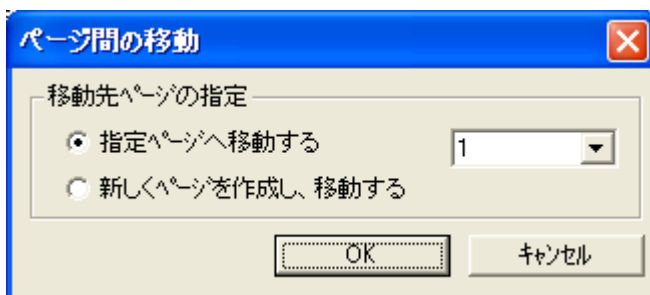 ページ間の移動
移動先ﾍﾟｰｼﾞの指定
指定ﾍﾟｰｼﾞへ移動する
1
新しくﾍﾟｰｼﾞを作成し、移動する
OK
ｷｬﾝｾﾙ